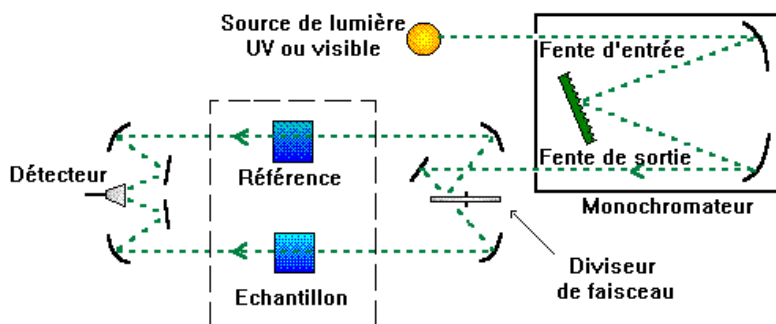 Source de lumière
UV ou visible
Fente d'entrée
Détecteur
Référence
Fente de sortie
Monochromateur
Echantillon
Diviseur
de faisceau